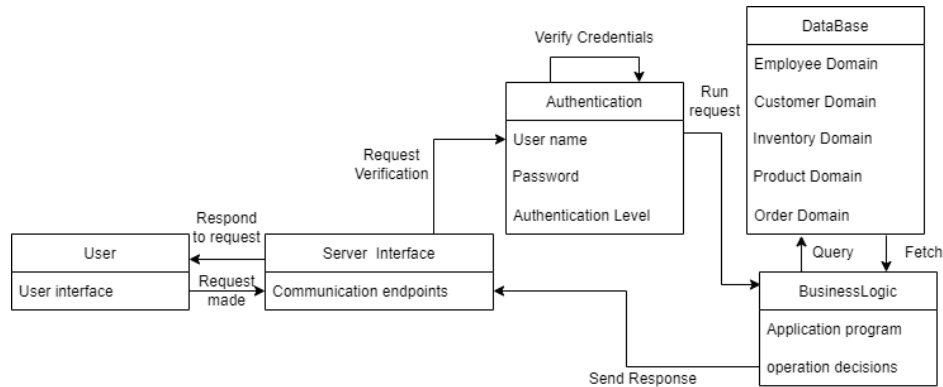 DataBase
Employee Domain
Customer Domain
Inventory Domain
Product Domain
Order Domain
Verify Credentials
Authentication
User name
Password
Authentication Level
Run
request
Request
Verification
Respond
to request
User
User interface
Request
made
Server Interface
Communication endpoints
Query
Fetch
BusinessLogic
Application program
operation decisions
Send Response